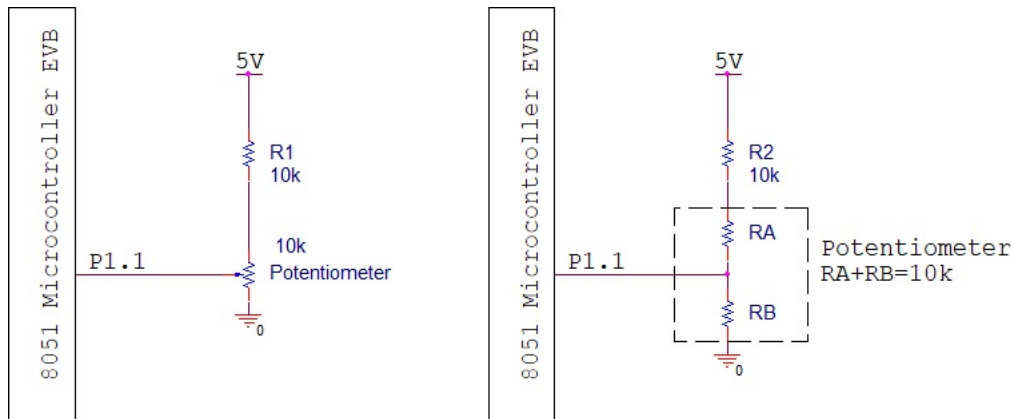 8051 Microcontroller EVB
5V
R1
10k
10k
Potentiometer
P1.1
0
8051 Microcontroller EVB
5V
R2
10k
RA
P1.1
Potentiometer
RA+RB=10k
RB
0